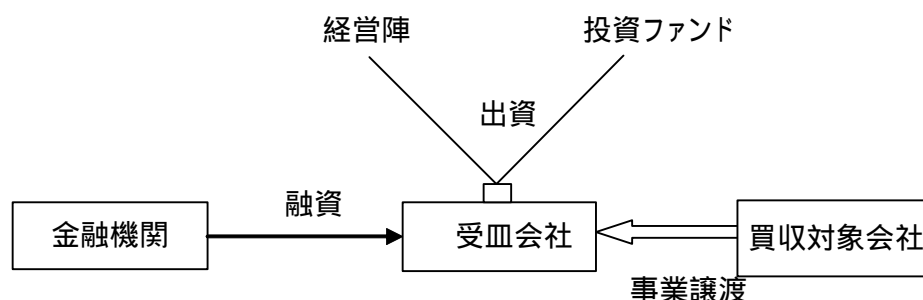 経営陣
投資ファンド
出資
融資
金融機関
受皿会社
買収対象会社
事業譲渡